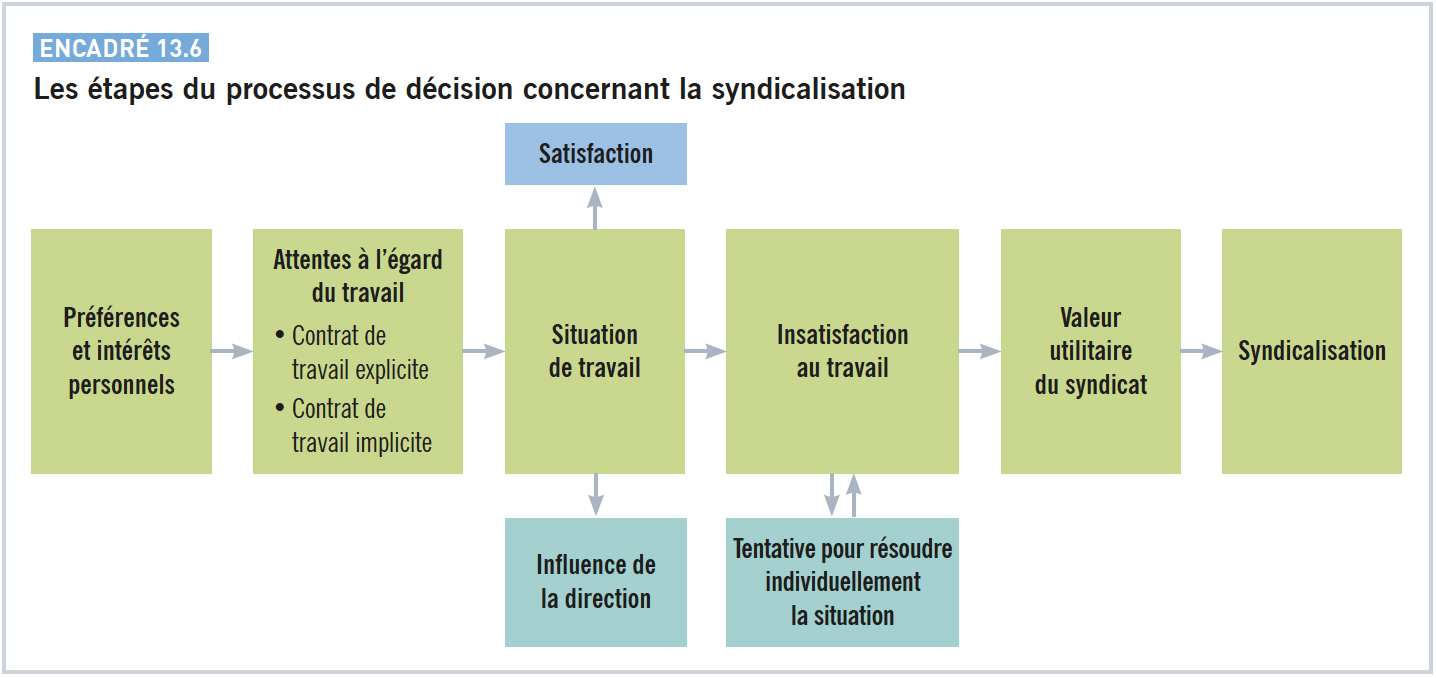 ENCADRÉ 13.6
Les étapes du processus de décision concernant la syndicalisation
Satisfaction
Préférences
et intérêts
personnels
Attentes à l'égard
du travail
• Contrat de
travail explicite
• Contrat de
travail implicite
Situation
de travail
Insatisfaction
au travail
Valeur
utilitaire
du syndicat
Syndicalisation
Influence de
la direction
Tentative pour résoudre
individuellement
la situation